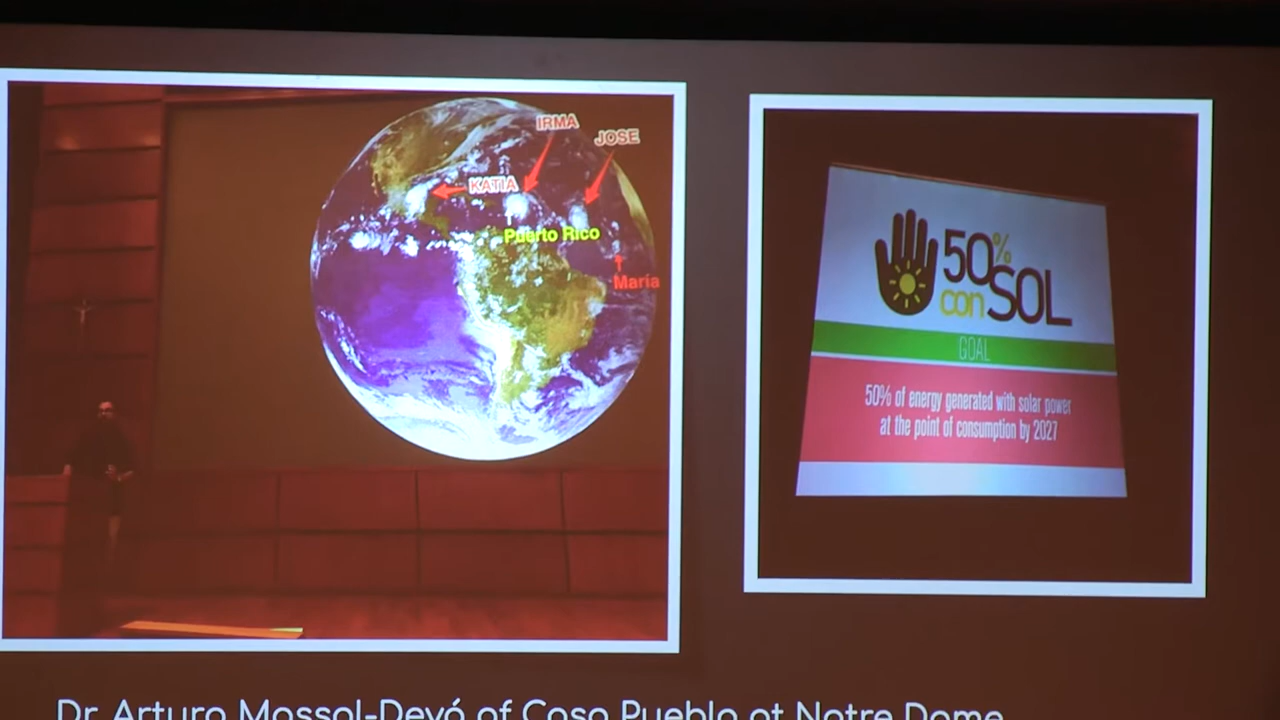 IRMA
JOSE
KATIA
Puerto Rico
María
50%
con SOL
GOAL
50% of energy generated with solar power
at the point of consumption by 2027
Dr. Arturo Massol-Deyá of Casa Pueblo at Notre Dame